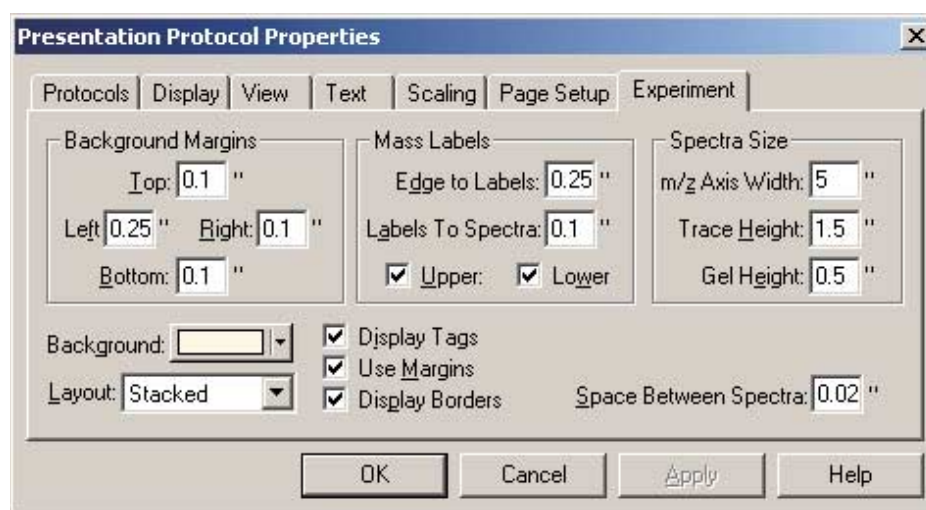 Presentation Protocol Properties
Protocols Display View Text Scaling Page Setup Experiment
Background Margins
Top: 0.1 "
Left 0.25 " Right: 0.1 "
Bottom: 0.1 "
Mass Labels
Edge to Labels: 0.25 "
Labels To Spectra: 0.1 "
Upper: Lower
Spectra Size
m/z Axis Width: 5 "
Trace Height: 1.5 "
Gel Height: 0.5 "
Background:
Layout: Stacked
Display Tags
Use Margins
Display Borders
Space Between Spectra: 0.02 "
OK Cancel Apply Help